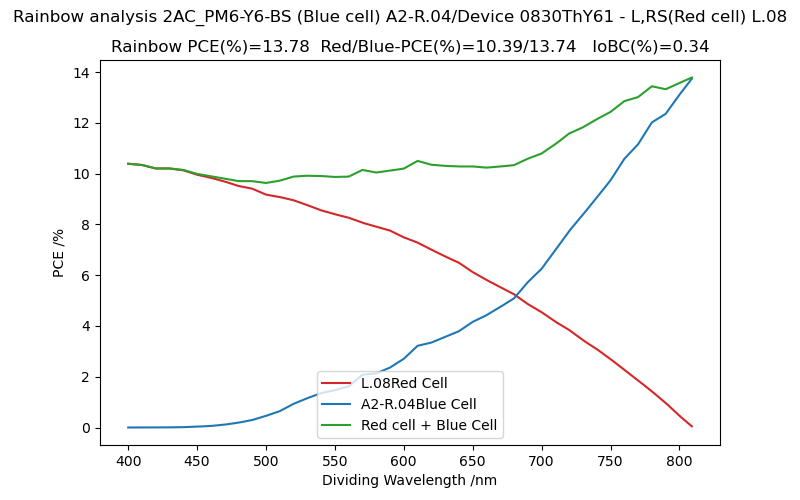 Rainbow analysis 2AC_PM6-Y6-BS (Blue cell) A2-R.04/Device 0830ThY61 - L,RS(Red cell) L.08
Rainbow PCE(%)=13.78  Red/Blue-PCE(%)=10.39/13.74   IoBC(%)=0.34
14
12
10
8
6
4
2
0
PCE /%
L.08Red Cell
A2-R.04Blue Cell
Red cell + Blue Cell
400 450 500 550 600 650 700 750 800
Dividing Wavelength /nm